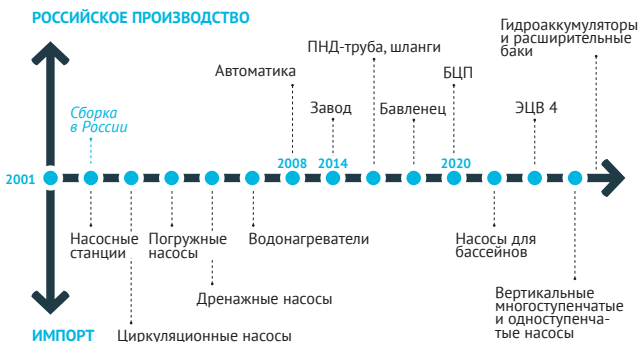 РОССИЙСКОЕ ПРОИЗВОДСТВО
Гидроаккумуляторы
и расширительные
баки
ПНД-труба, шланги
Автоматика
БЦП
Сборка
в России
Завод
Бавленец
ЭЦВ 4
2008
2014
2020
2001
Насосные
станции
Погружные
насосы
Водонагреватели
Насосы для
бассейнов
Дренажные насосы
Вертикальные
многоступенчатые
и одноступенча-
тые насосы
ИМПОРТ
Циркуляционные насосы